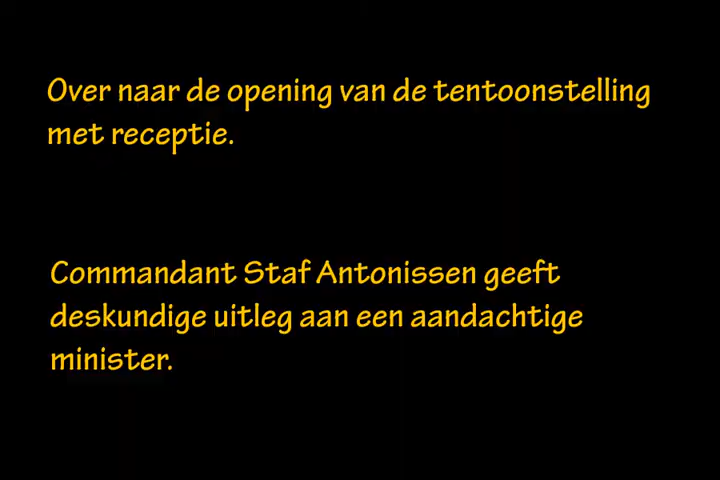 Over naar de opening van de tentoonstelling
met receptie.
Commandant Staf Antonissen geeft
deskundige uitleg aan een aandachtige
minister.